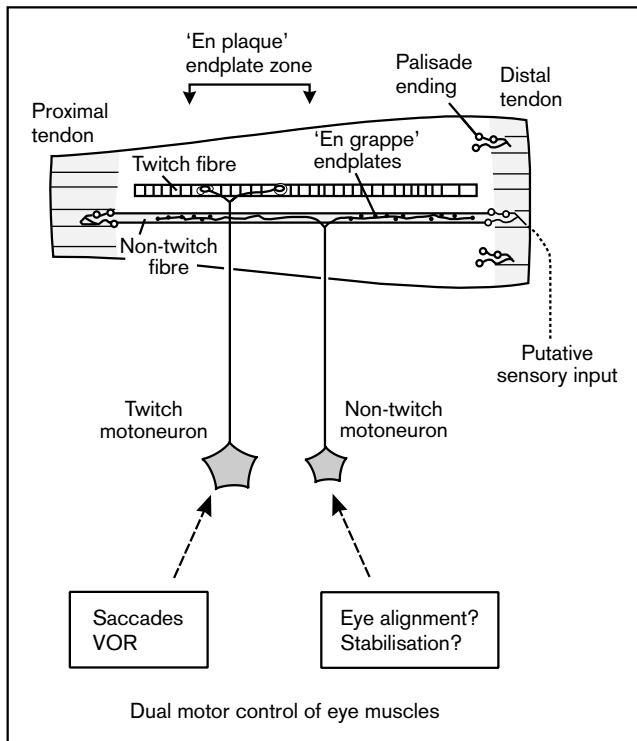 'En plaque'
endplate zone
Palisade
ending
Distal
tendon
Proximal
tendon
'En grappe'
endplates
Twitch fibre
Non-twitch
fibre
Putative
sensory input
Twitch
motoneuron
Non-twitch
motoneuron
Saccades
VOR
Eye alignment?
Stabilisation?
Dual motor control of eye muscles